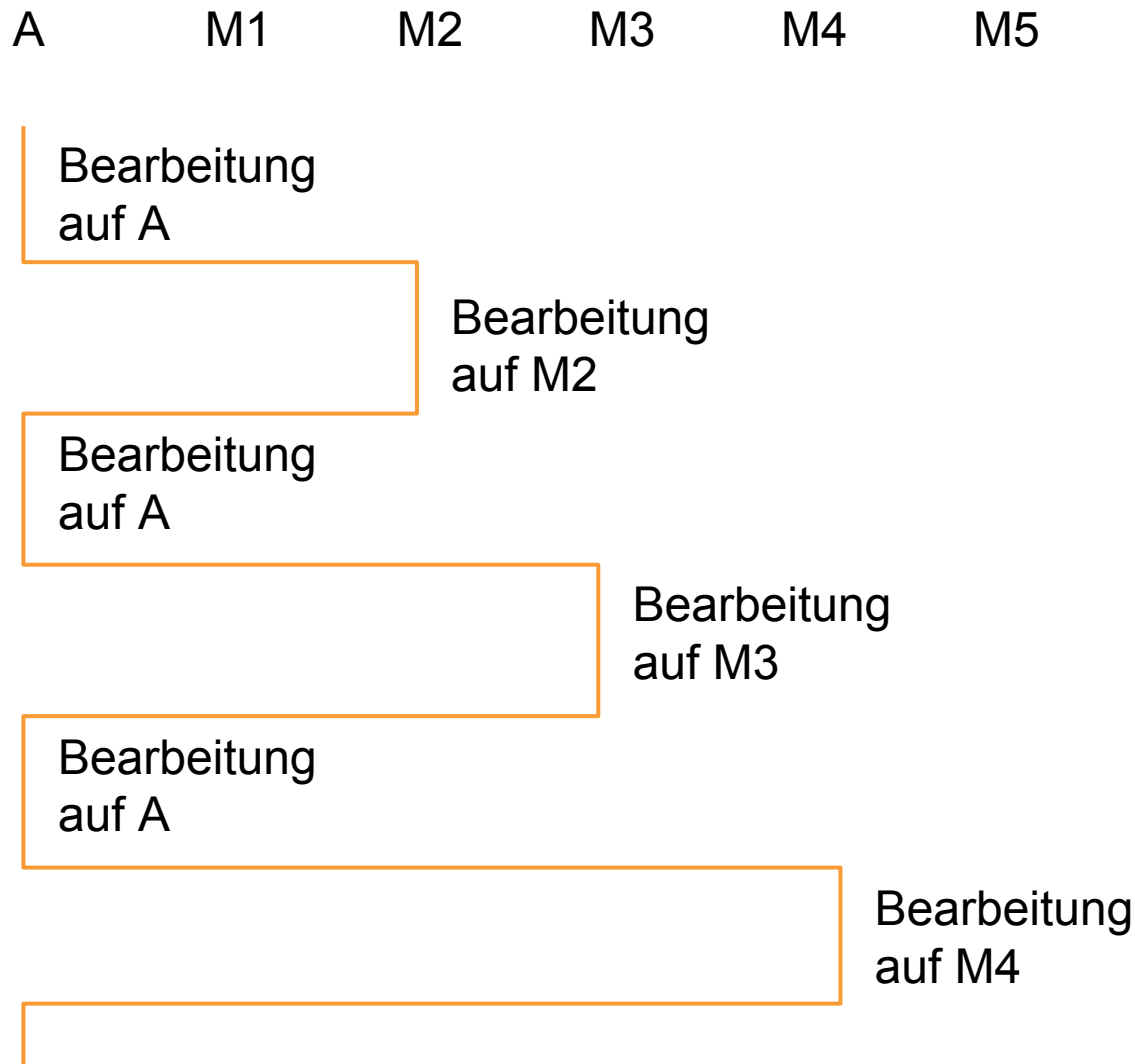 A M1 M2 M3 M4 M5
Bearbeitung
auf A
Bearbeitung
auf M2
Bearbeitung
auf A
Bearbeitung
auf M3
Bearbeitung
auf A
Bearbeitung
auf M4